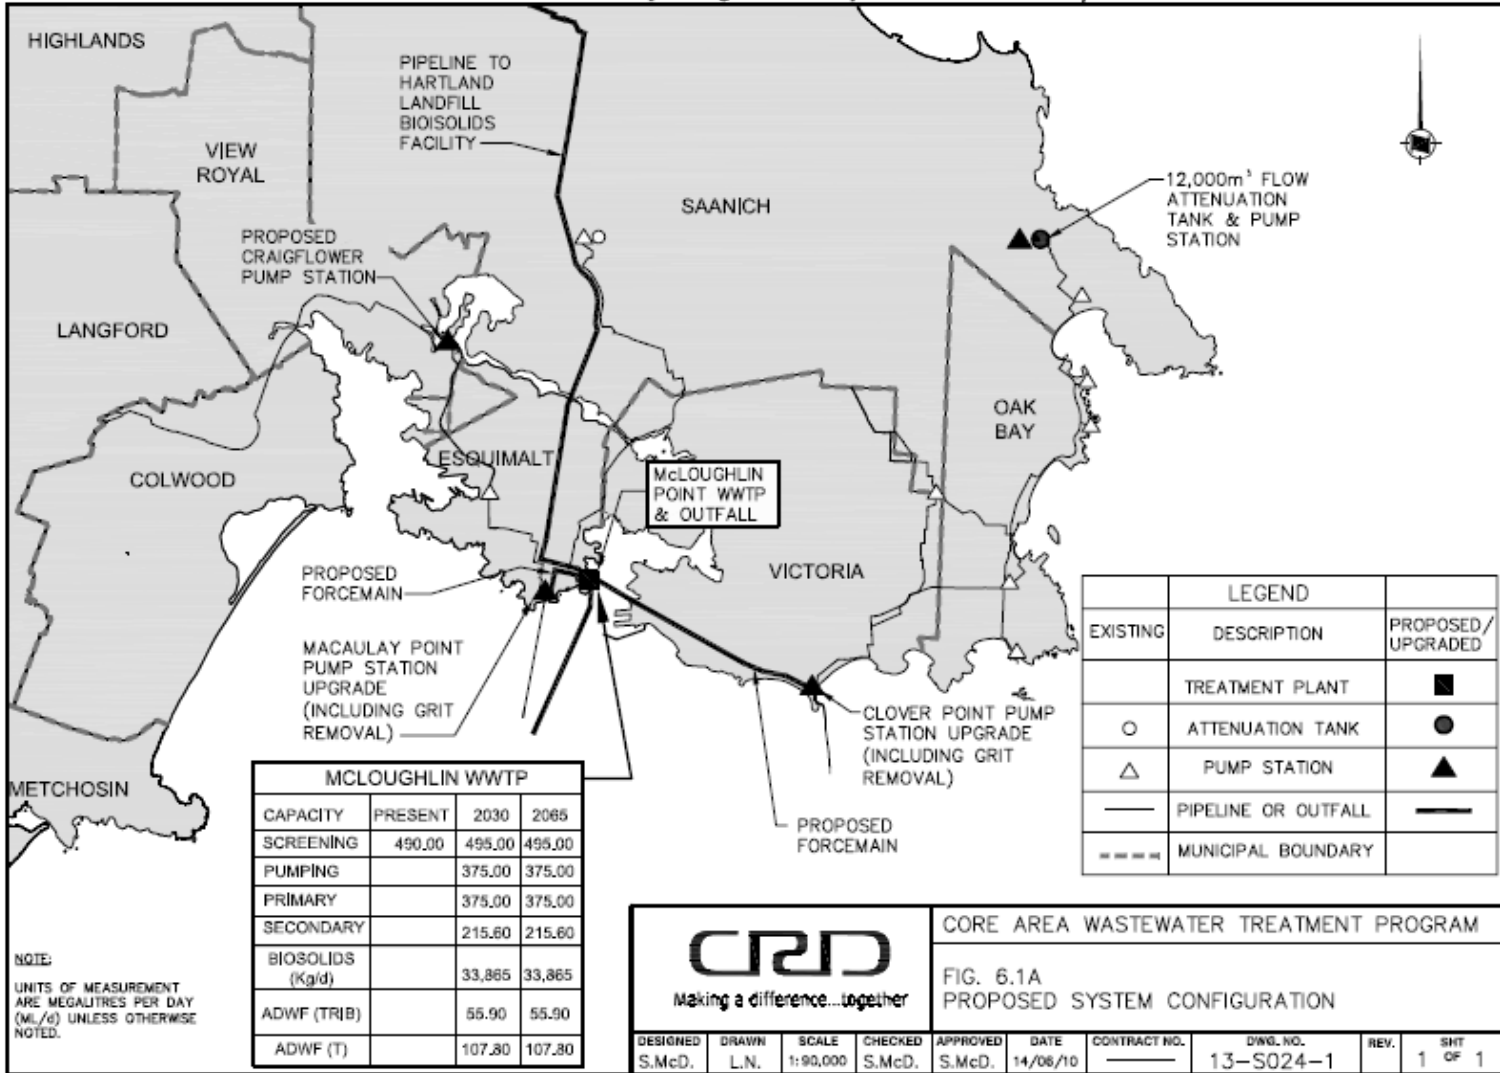 HIGHLANDS
VIEW
ROYAL
PIPELINE TO
HARTLAND
LANDFILL
BIOISOLIDS
FACILITY
SAANICH
12,000m³ FLOW
ATTENUATION
TANK & PUMP
STATION
PROPOSED
CRAIGFLOWER
PUMP STATION
LANGFORD
OAK
BAY
COLWOOD
ESQUIMALT
McLOUGHLIN
POINT WWTP
& OUTFALL
VICTORIA
PROPOSED
FORCEMAIN
MACAULAY POINT
PUMP STATION
UPGRADE
(INCLUDING GRIT
REMOVAL)
CLOVER POINT PUMP
STATION UPGRADE
(INCLUDING GRIT
REMOVAL)
PROPOSED
FORCEMAIN
METCHOSIN
LEGEND
EXISTING DESCRIPTION PROPOSED/
UPGRADED
TREATMENT PLANT
ATTENUATION TANK
PUMP STATION
PIPELINE OR OUTFALL
MUNICIPAL BOUNDARY
MCLOUGHLIN WWTP
CAPACITY PRESENT 2030 2065
SCREENING 490.00 495.00 495.00
PUMPING 375.00 375.00
PRIMARY 375.00 375.00
SECONDARY 215.60 215.60
BIOSOLIDS
(Kg/d) 33,865 33,865
ADWF (TRIB) 55.90 55.90
ADWF (T) 107.80 107.80
NOTE:
UNITS OF MEASUREMENT
ARE MEGALITRES PER DAY
(ML/d) UNLESS OTHERWISE
NOTED.
CRD
Making a difference...together
CORE AREA WASTEWATER TREATMENT PROGRAM
FIG. 6.1A
PROPOSED SYSTEM CONFIGURATION
DESIGNED DRAWN SCALE CHECKED APPROVED DATE CONTRACT NO. DWG. NO. REV. SHT
S.McD. L.N. 1:90,000 S.McD. S.McD. 14/06/10 13-S024-1 1 OF 1